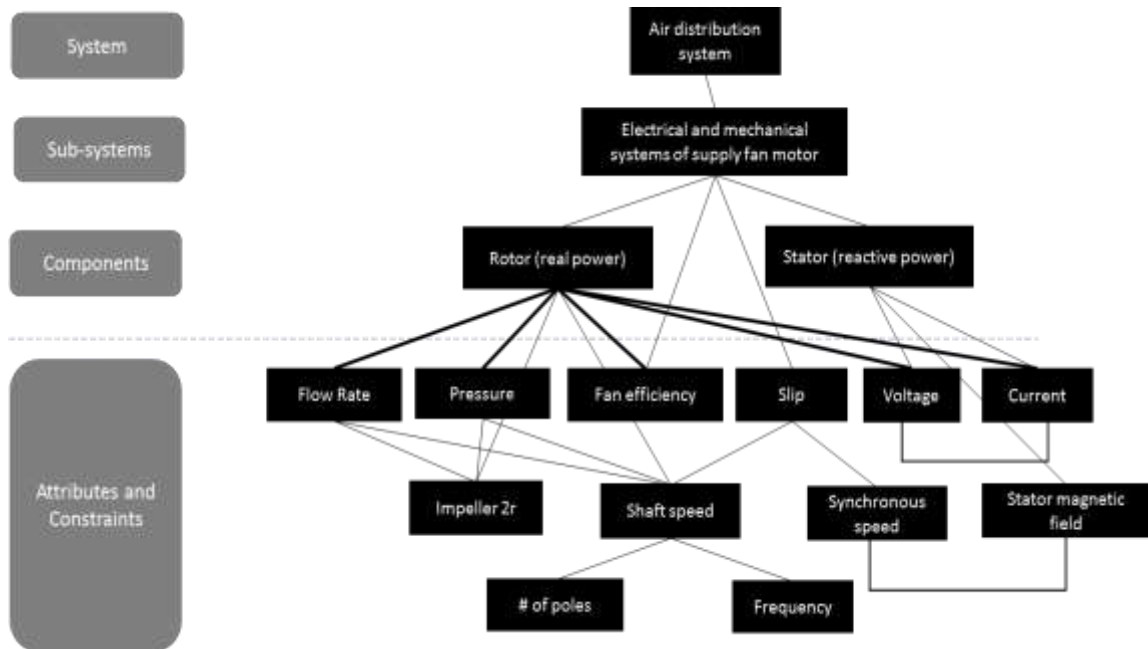 System
Air distribution
system
Sub-systems
Electrical and mechanical
systems of supply fan motor
Components
Rotor (real power)
Stator (reactive power)
Flow Rate
Pressure
Fan efficiency
Slip
Voltage
Current
Attributes and
Constraints
Impeller 2r
Shaft speed
Synchronous
speed
Stator magnetic
field
# of poles
Frequency